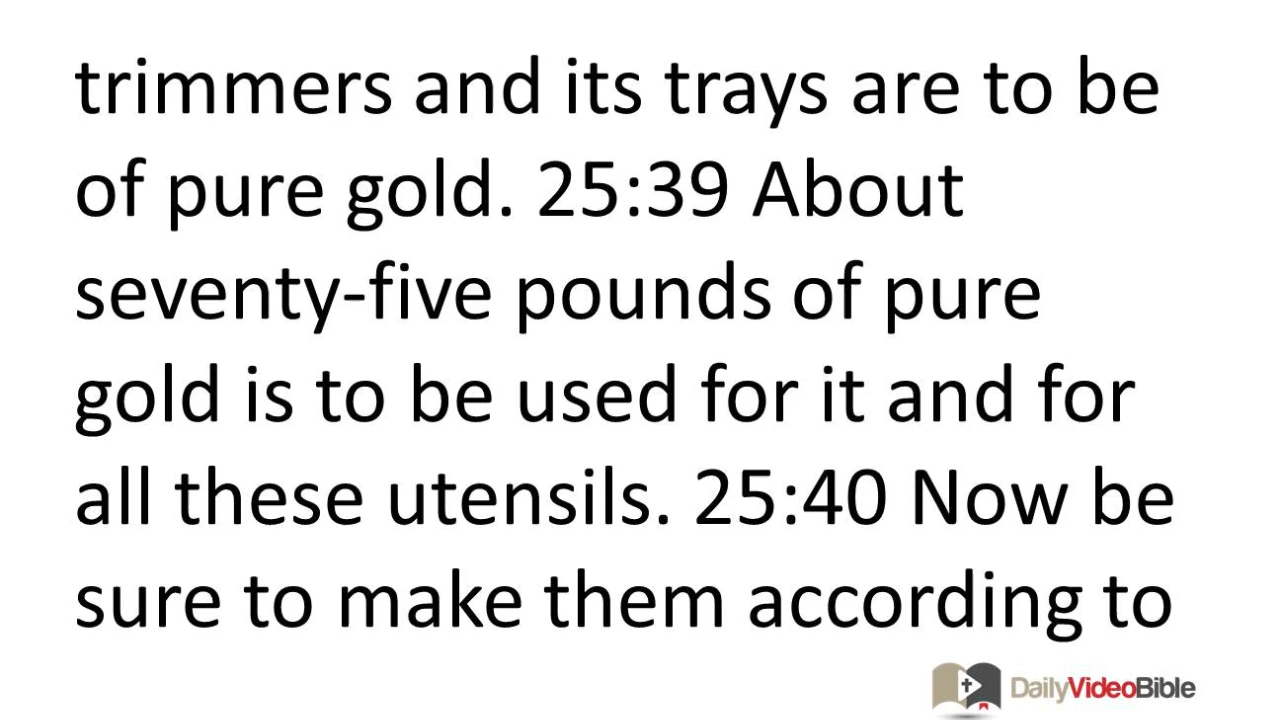 trimmers and its trays are to be
of pure gold. 25:39 About
seventy-five pounds of pure
gold is to be used for it and for
all these utensils. 25:40 Now be
sure to make them according to
DailyVideoBible